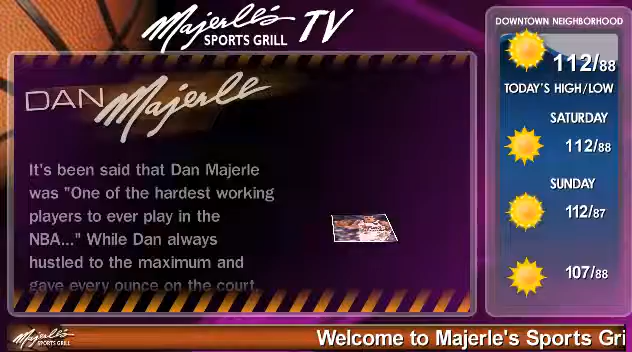 Majerle's
SPORTS GRILL TV
DOWNTOWN NEIGHBORHOOD
112/88
TODAY'S HIGH/LOW
SATURDAY
112/88
SUNDAY
112/87
107/88
DAN Majerle
It's been said that Dan Majerle
was "One of the hardest working
players to ever play in the
NBA..." While Dan always
hustled to the maximum and
gave every ounce on the court,
Majerle's
SPORTS GRILL
Welcome to Majerle's Sports Gri